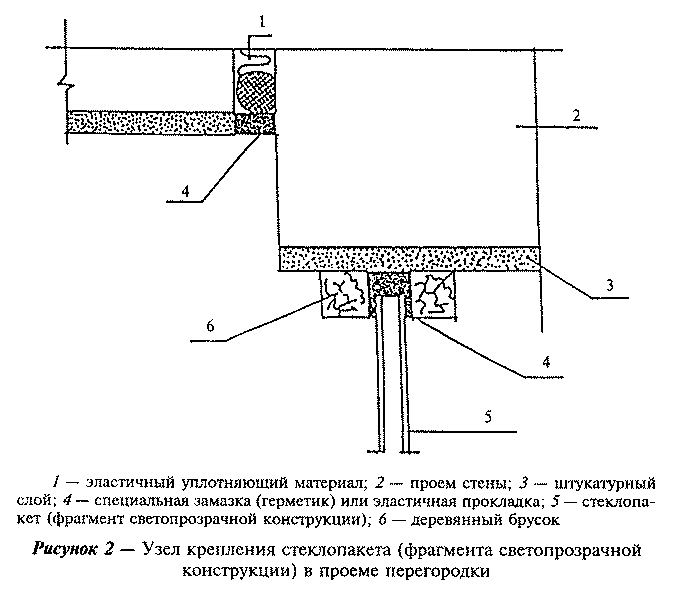 1
2
4
3
6
4
5
1 — эластичный уплотняющий материал; 2 — проем стены; 3 — штукатурный
слой; 4 — специальная замазка (герметик) или эластичная прокладка; 5 — стеклопа-
кет (фрагмент светопрозрачной конструкции); 6 — деревянный брусок
Рисунок 2 — Узел крепления стеклопакета (фрагмента светопрозрачной
конструкции) в проеме перегородки